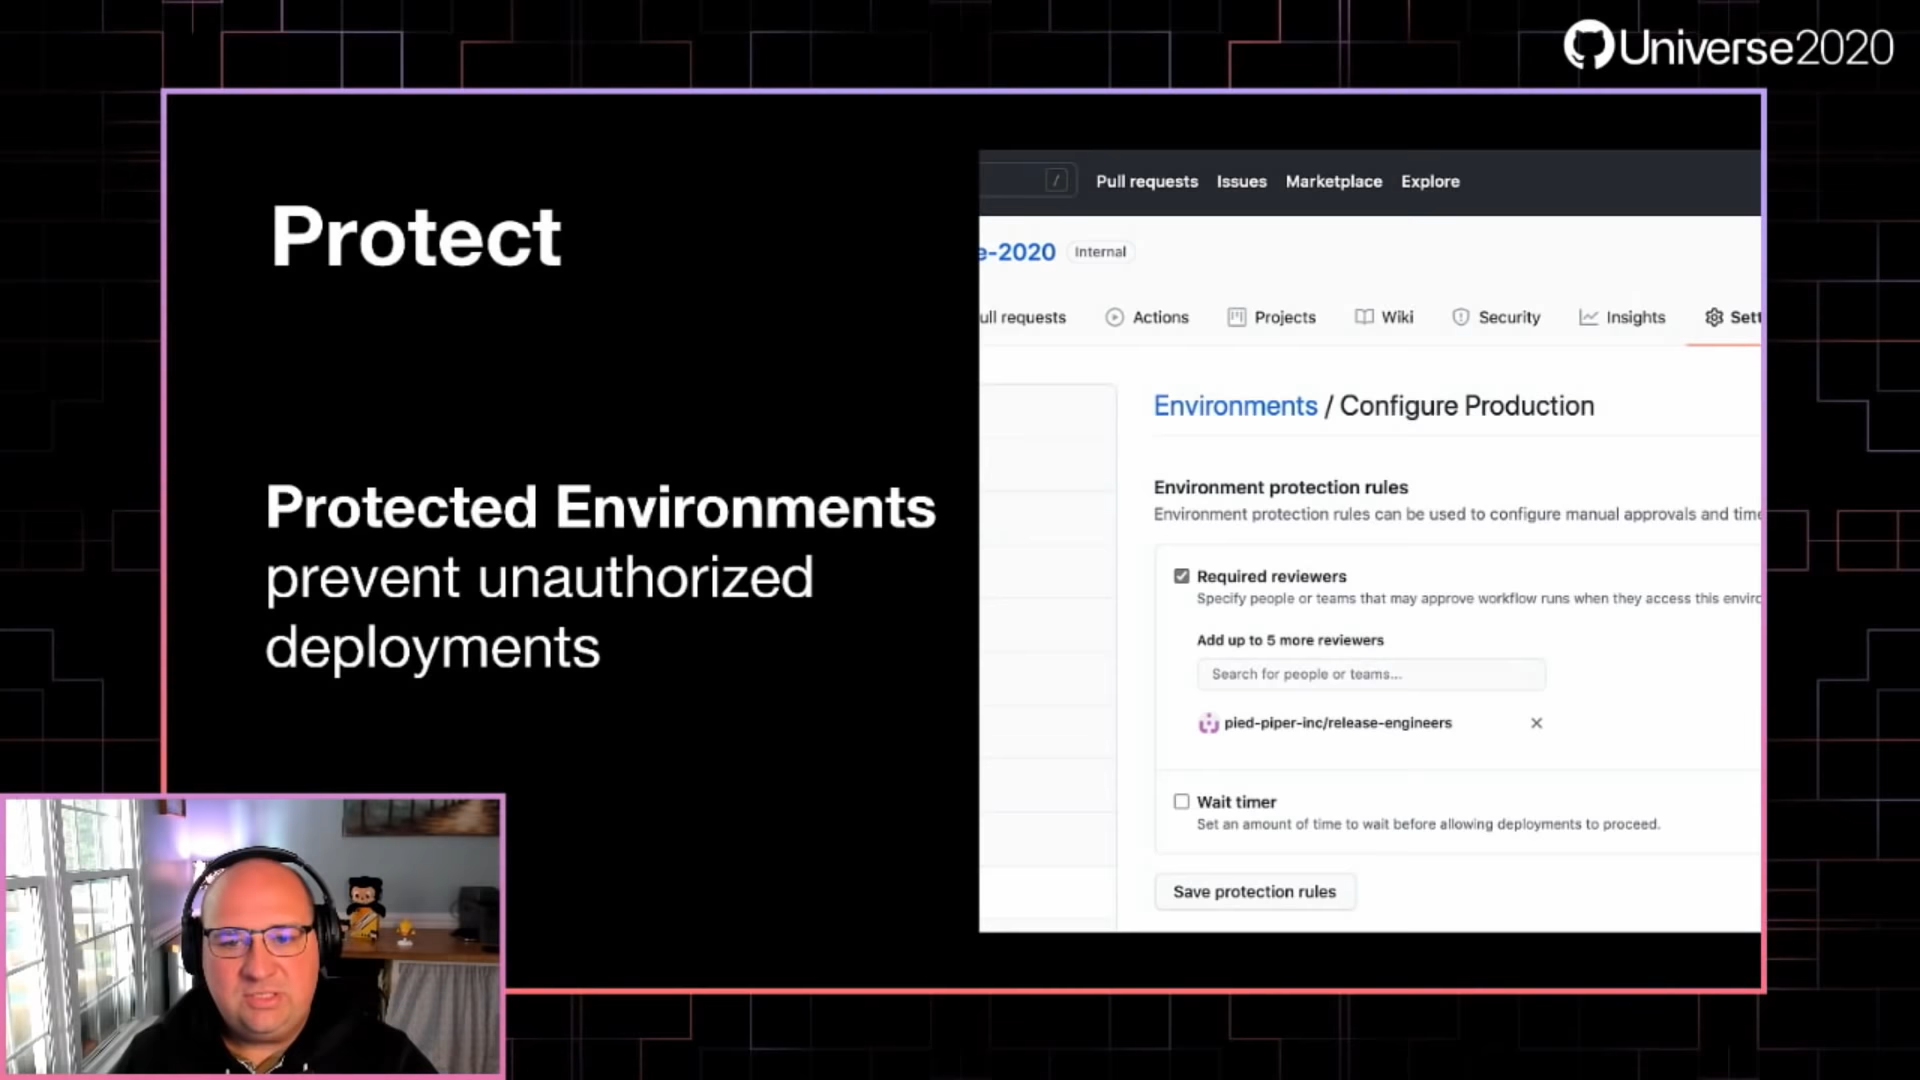 Universe2020
Protect
Protected Environments
prevent unauthorized
deployments
/
Pull requests Issues Marketplace Explore
e-2020 Internal
ull requests Actions Projects Wiki Security Insights Sett
Environments / Configure Production
Environment protection rules
Environment protection rules can be used to configure manual approvals and time
Required reviewers
Specify people or teams that may approve workflow runs when they access this enviro
Add up to 5 more reviewers
Search for people or teams...
pied-piper-inc/release-engineers
Wait timer
Set an amount of time to wait before allowing deployments to proceed.
Save protection rules